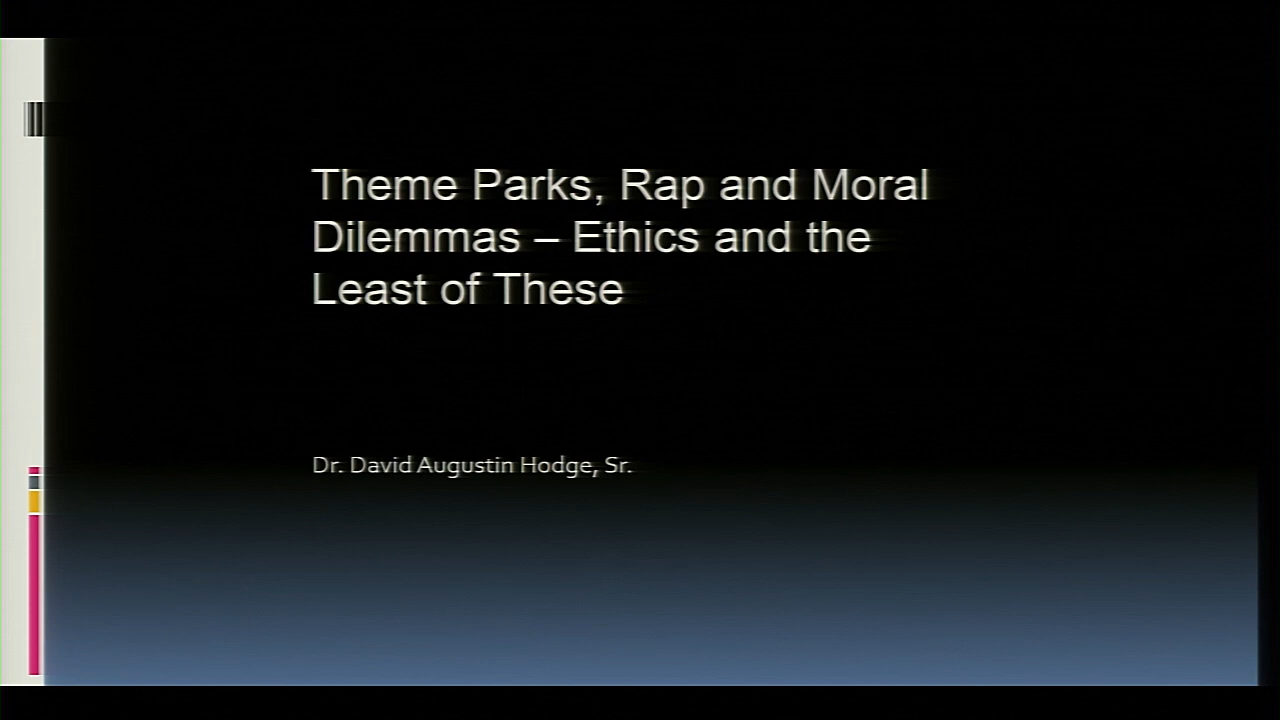 Theme Parks, Rap and Moral
Dilemmas – Ethics and the
Least of These
Dr. David Augustin Hodge, Sr.